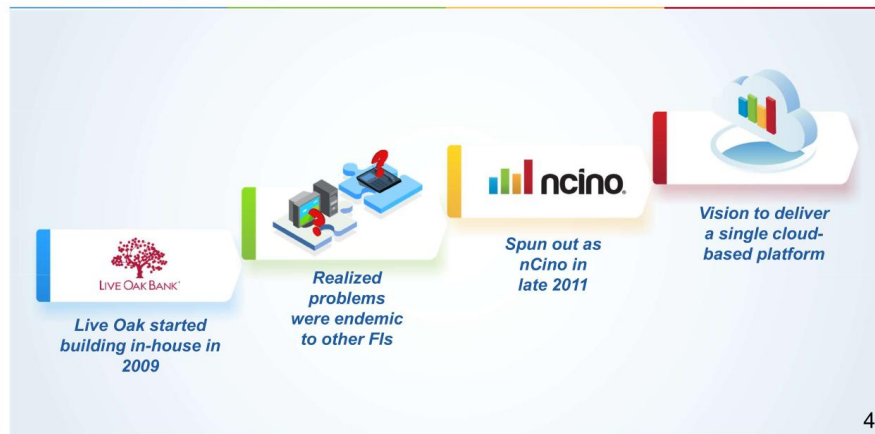 LIVE OAK BANK
Live Oak started
building in-house in
2009
? ?
Realized
problems
were endemic
to other FIs
ncino.
Spun out as
nCino in
late 2011
Vision to deliver
a single cloud-
based platform
4